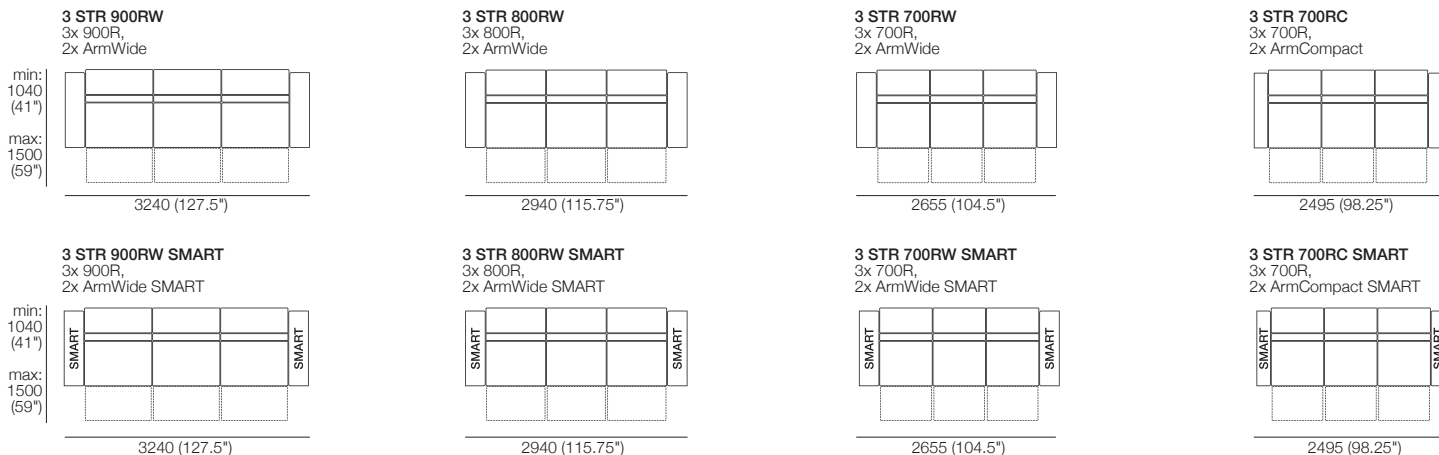 3 STR 900RW
3x 900R,
2x ArmWide
min:
1040
(41")
max:
1500
(59")
3240 (127.5")
3 STR 800RW
3x 800R,
2x ArmWide
2940 (115.75")
3 STR 700RW
3x 700R,
2x ArmWide
2655 (104.5")
3 STR 700RC
3x 700R,
2x ArmCompact
2495 (98.25")
3 STR 900RW SMART
3x 900R,
2x ArmWide SMART
min:
1040
(41")
max:
1500
(59")
SMART
SMART
3240 (127.5")
3 STR 800RW SMART
3x 800R,
2x ArmWide SMART
SMART
SMART
2940 (115.75")
3 STR 700RW SMART
3x 700R,
2x ArmWide SMART
SMART
SMART
2655 (104.5")
3 STR 700RC SMART
3x 700R,
2x ArmCompact SMART
SMART
SMART
2495 (98.25")